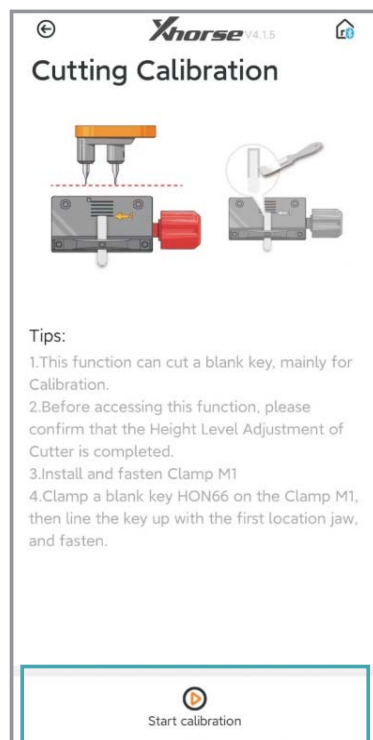 Xhorse V4.1.5
Cutting Calibration
Tips:
1.This function can cut a blank key, mainly for
Calibration.
2.Before accessing this function, please
confirm that the Height Level Adjustment of
Cutter is completed.
3.Install and fasten Clamp M1
4.Clamp a blank key HON66 on the Clamp M1,
then line the key up with the first location jaw,
and fasten.
Start calibration